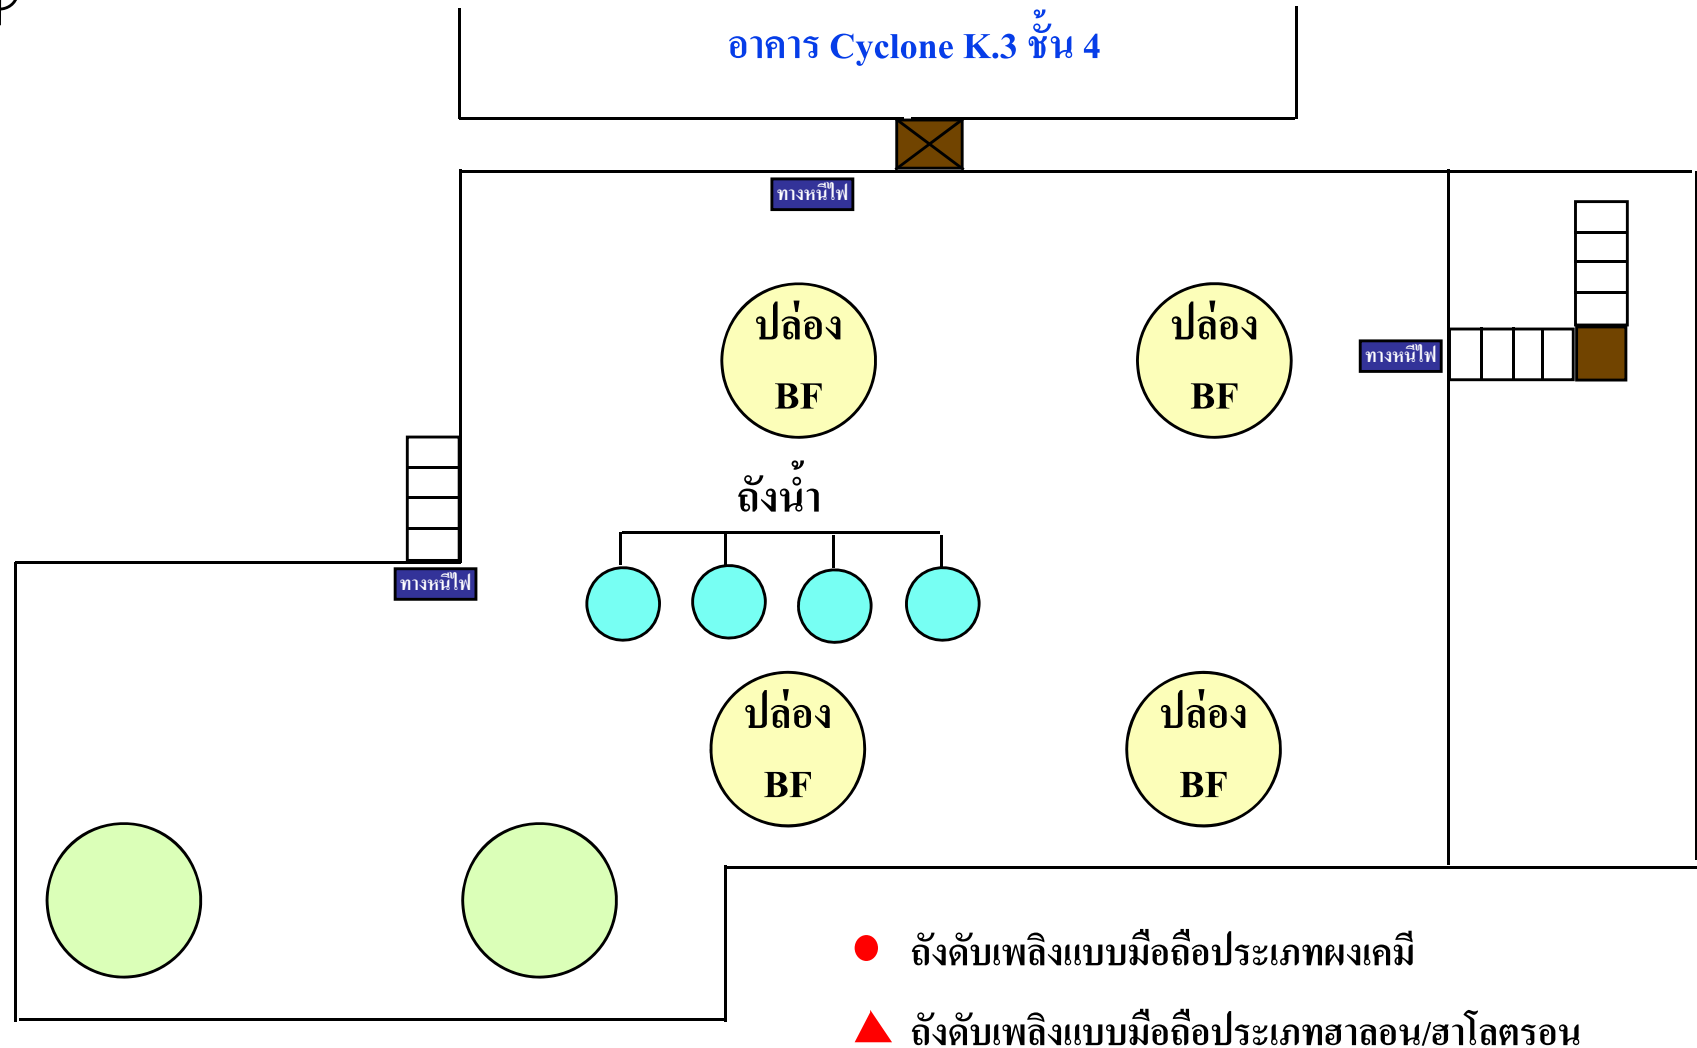 อาคาร Cyclone K.3 ชั้น 4
ทางหนีไฟ
ปล่อง
BF
ปล่อง
BF
ทางหนีไฟ
ถังน้ำ
ทางหนีไฟ
ปล่อง
BF
ปล่อง
BF
ถังดับเพลิงแบบมือถือประเภทผงเคมี
ถังดับเพลิงแบบมือถือประเภทฮาลอน/ฮาโลตรอน